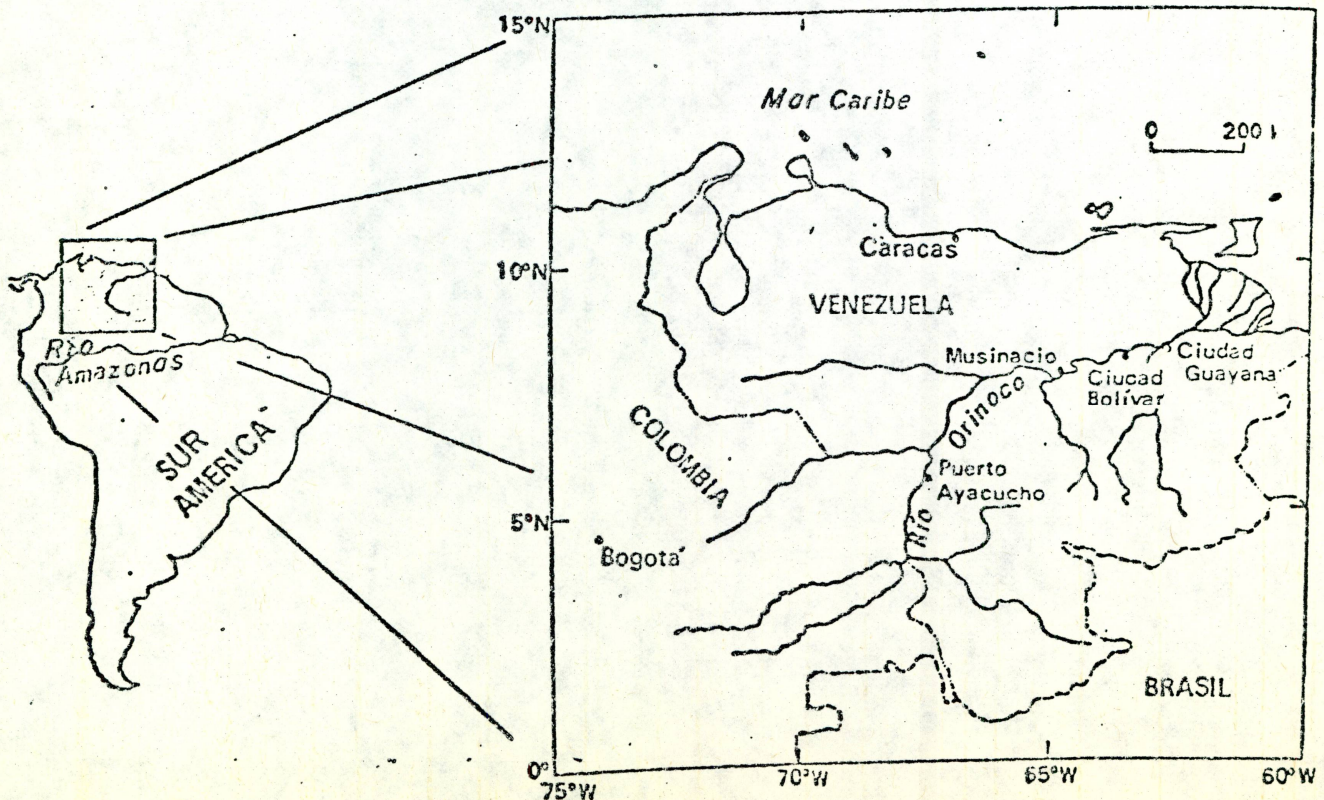 15°N
Mar Caribe
0 200
10°N
Caracas
VENEZUELA
Río
Amazonas
Musinacio
Ciudad
Guayana
Ciudad
Bolívar
Orinoco
COLOMBIA
SUR
AMERICA
Puerto
Ayacucho
Río
5°N
Bogota
BRASIL
0°
75°W
70°W
65°W
60°W